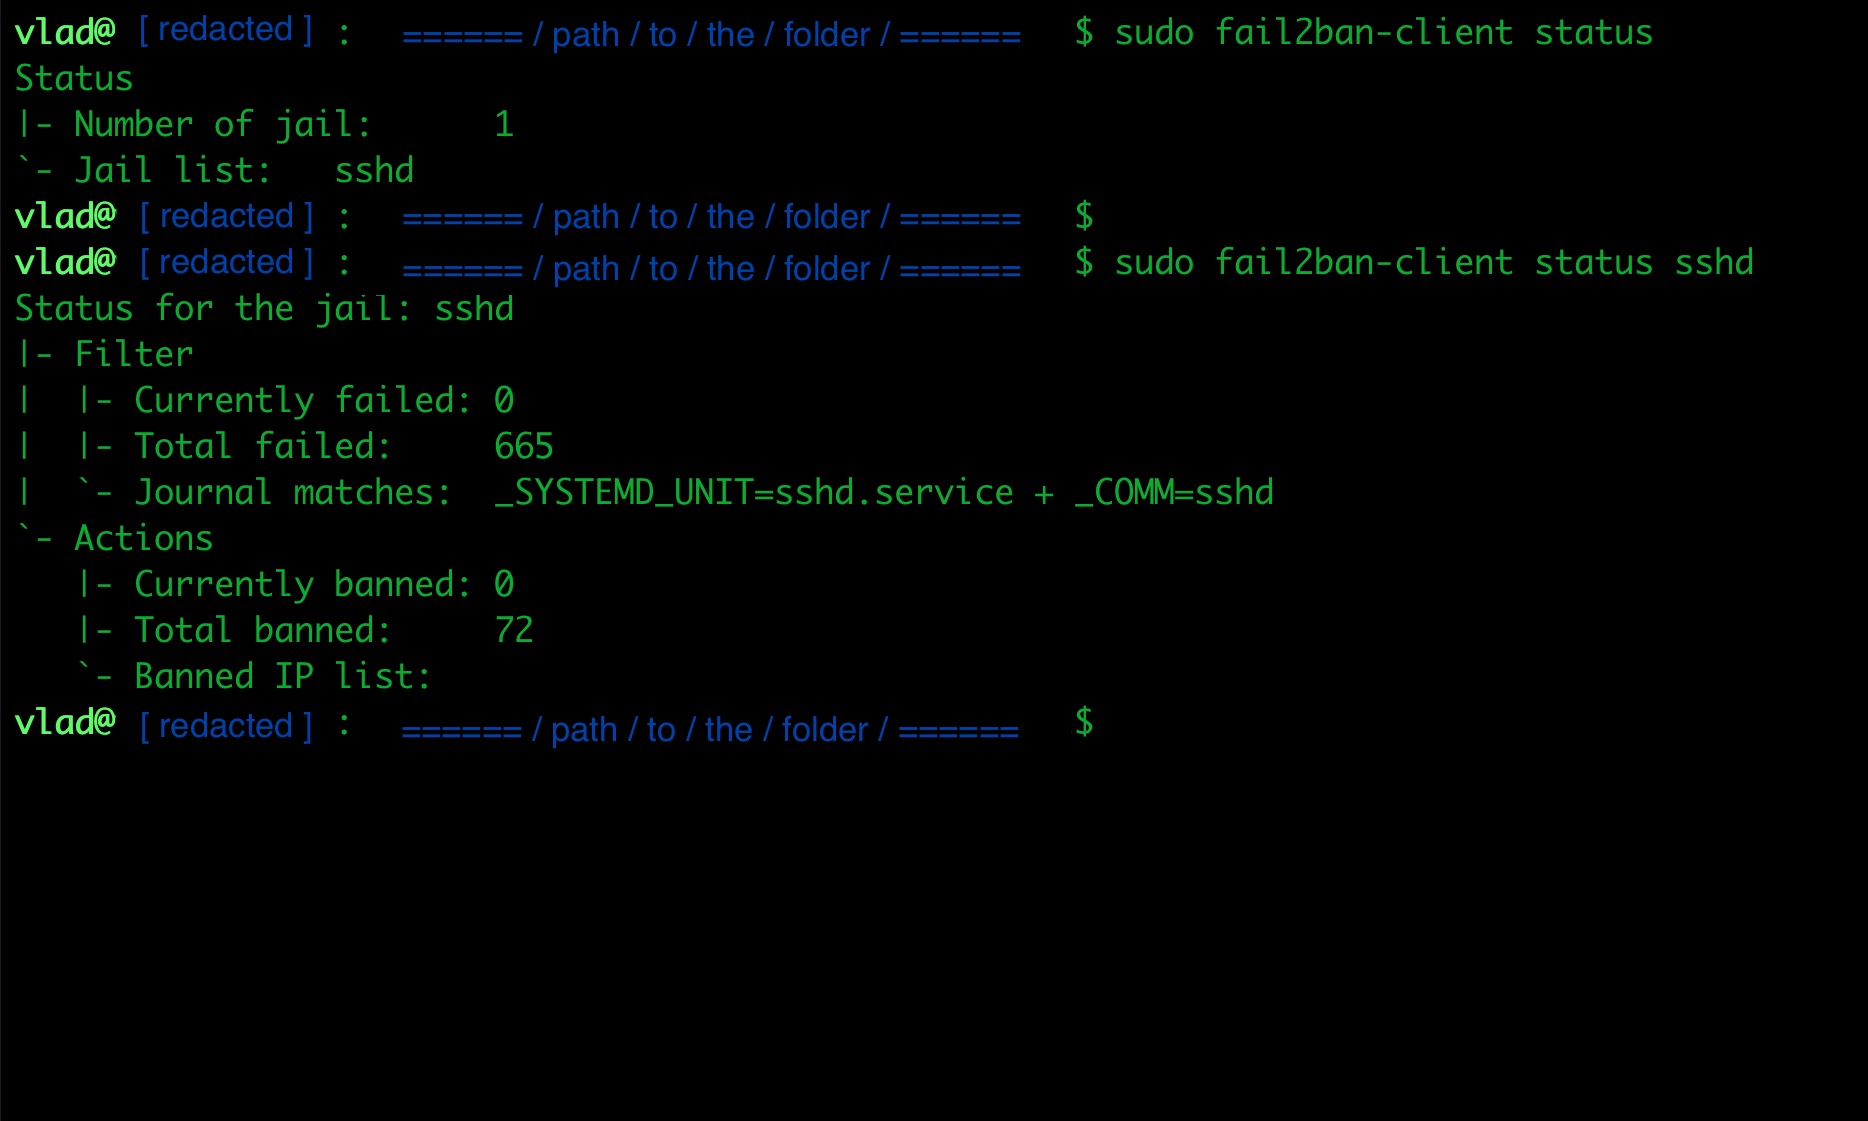 vlad@ [ redacted ] : ====== / path / to / the / folder / ====== $ sudo fail2ban-client status
Status
|- Number of jail:      1
`- Jail list:   sshd
vlad@ [ redacted ] : ====== / path / to / the / folder / ====== $
vlad@ [ redacted ] : ====== / path / to / the / folder / ====== $ sudo fail2ban-client status sshd
Status for the jail: sshd
|- Filter
|  |- Currently failed: 0
|  |- Total failed:     665
|  `- Journal matches:  _SYSTEMD_UNIT=sshd.service + _COMM=sshd
`- Actions
   |- Currently banned: 0
   |- Total banned:     72
   `- Banned IP list:
vlad@ [ redacted ] : ====== / path / to / the / folder / ====== $